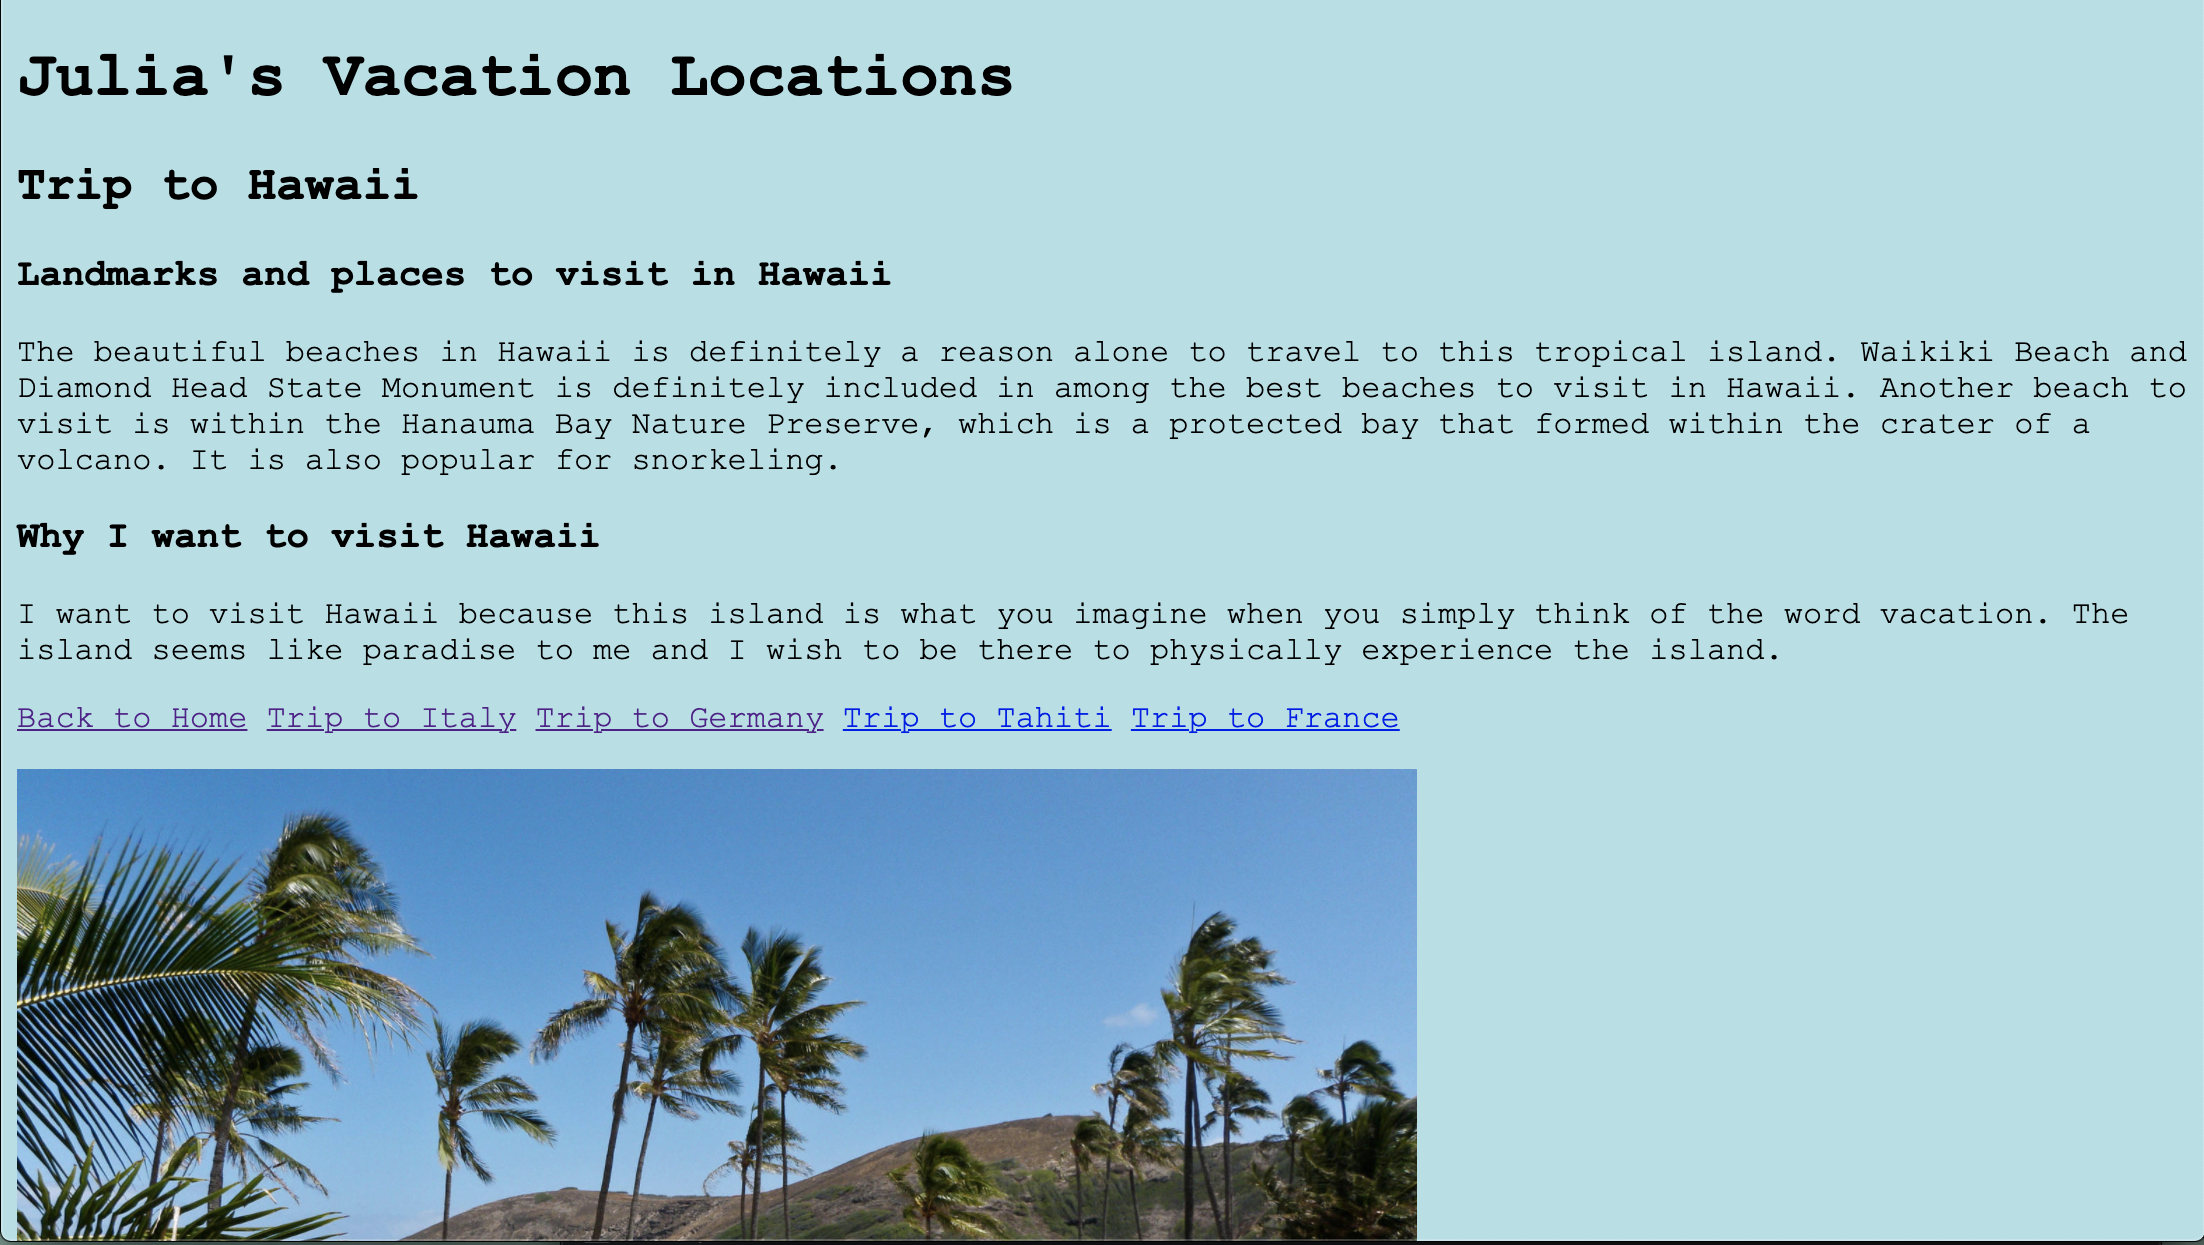 Julia's Vacation Locations
Trip to Hawaii
Landmarks and places to visit in Hawaii
The beautiful beaches in Hawaii is definitely a reason alone to travel to this tropical island. Waikiki Beach and
Diamond Head State Monument is definitely included in among the best beaches to visit in Hawaii. Another beach to
visit is within the Hanauma Bay Nature Preserve, which is a protected bay that formed within the crater of a
volcano. It is also popular for snorkeling.
Why I want to visit Hawaii
I want to visit Hawaii because this island is what you imagine when you simply think of the word vacation. The
island seems like paradise to me and I wish to be there to physically experience the island.
Back to Home Trip to Italy Trip to Germany Trip to Tahiti Trip to France